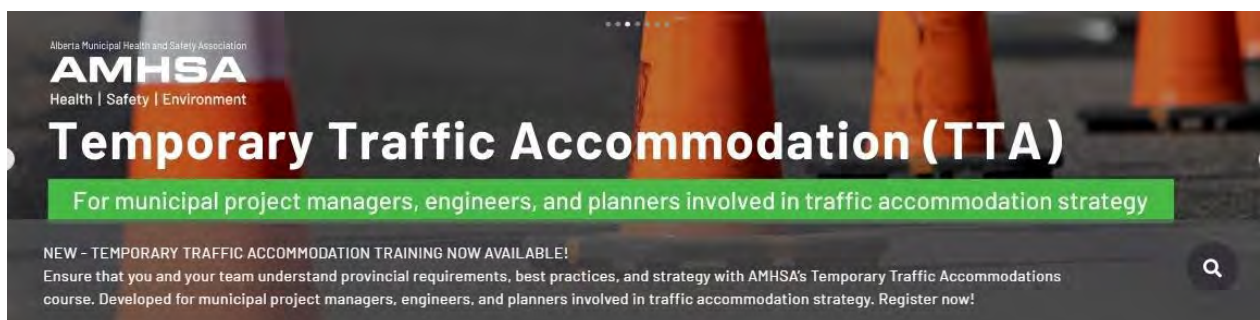 Alberta Municipal Health and Safety Association
AMHSA
Health | Safety | Environment
Temporary Traffic Accommodation (TTA)
For municipal project managers, engineers, and planners involved in traffic accommodation strategy
NEW - TEMPORARY TRAFFIC ACCOMMODATION TRAINING NOW AVAILABLE!
Ensure that you and your team understand provincial requirements, best practices, and strategy with AMHSA's Temporary Traffic Accommodations
course. Developed for municipal project managers, engineers, and planners involved in traffic accommodation strategy. Register now!